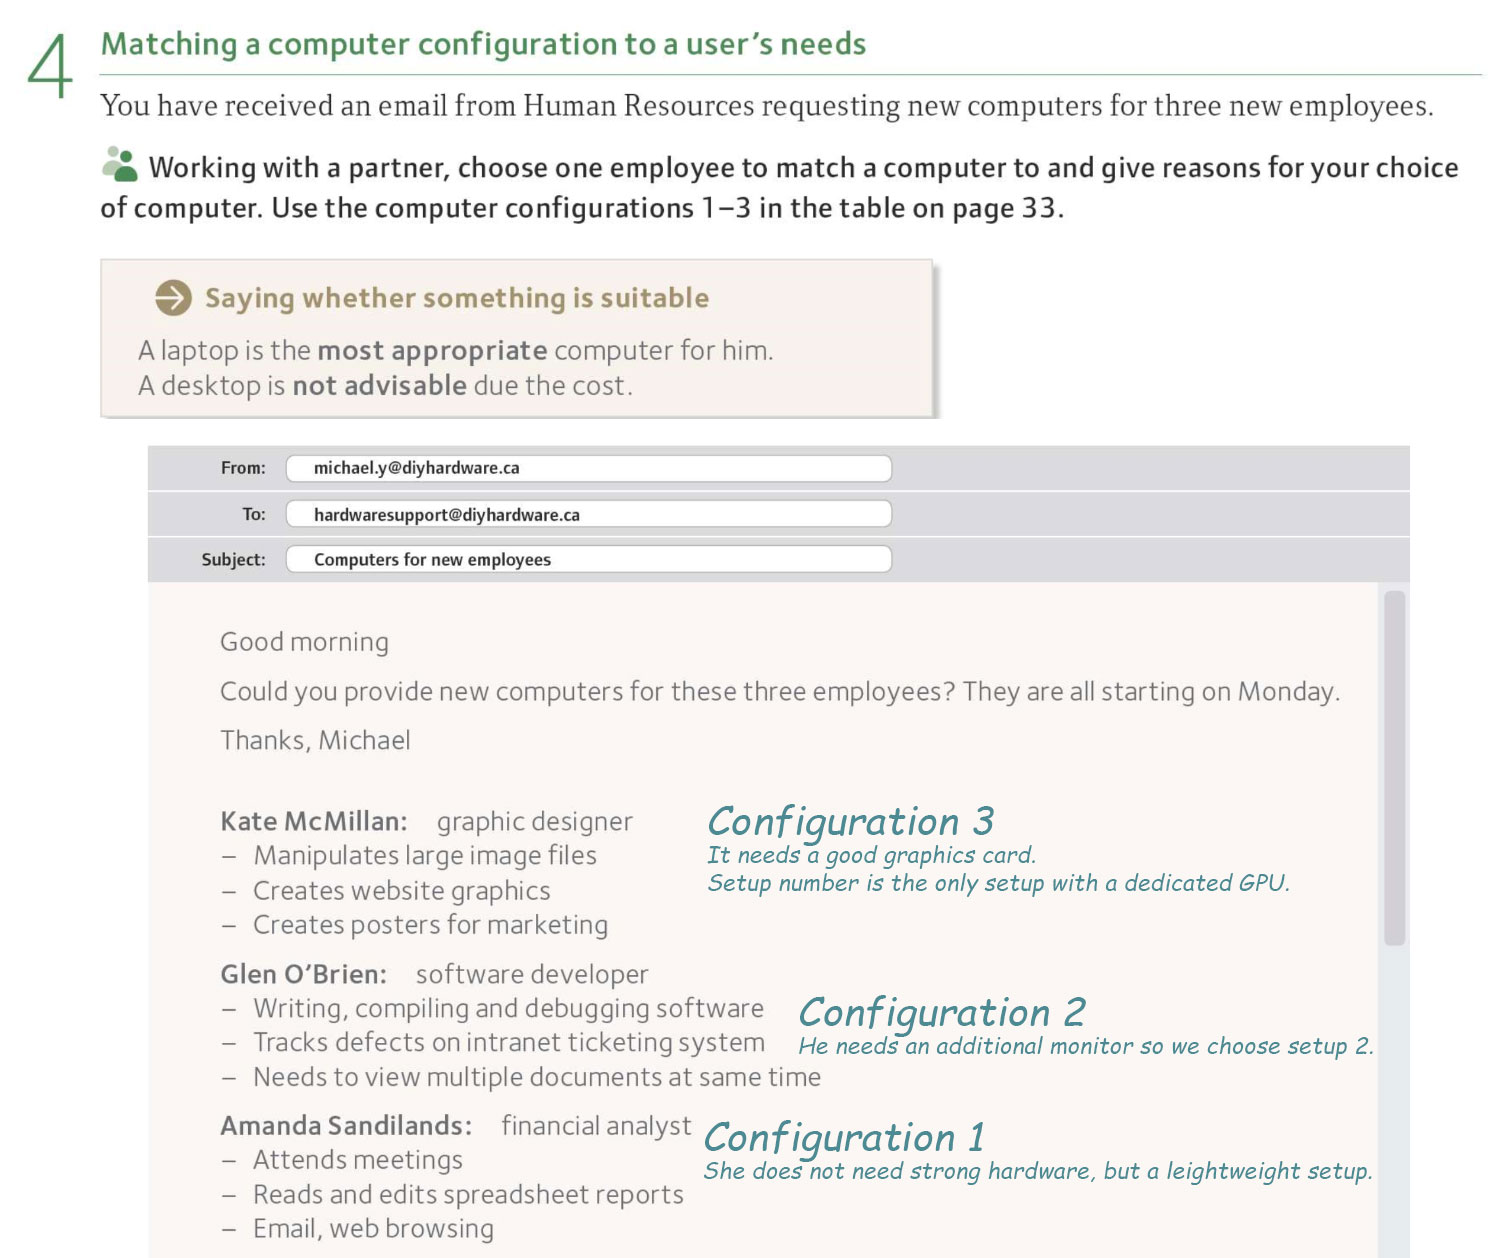 4
Matching a computer configuration to a user's needs
You have received an email from Human Resources requesting new computers for three new employees.
Working with a partner, choose one employee to match a computer to and give reasons for your choice
of computer. Use the computer configurations 1–3 in the table on page 33.
Saying whether something is suitable
A laptop is the most appropriate computer for him.
A desktop is not advisable due the cost.
From: michael.y@diyhardware.ca
To: hardwaresupport@diyhardware.ca
Subject: Computers for new employees
Good morning
Could you provide new computers for these three employees? They are all starting on Monday.
Thanks, Michael
Kate McMillan: graphic designer
– Manipulates large image files
– Creates website graphics
– Creates posters for marketing
Configuration 3
It needs a good graphics card.
Setup number is the only setup with a dedicated GPU.
Glen O'Brien: software developer
– Writing, compiling and debugging software
– Tracks defects on intranet ticketing system
– Needs to view multiple documents at same time
Configuration 2
He needs an additional monitor so we choose setup 2.
Amanda Sandilands: financial analyst
– Attends meetings
– Reads and edits spreadsheet reports
– Email, web browsing
Configuration 1
She does not need strong hardware, but a leightweight setup.